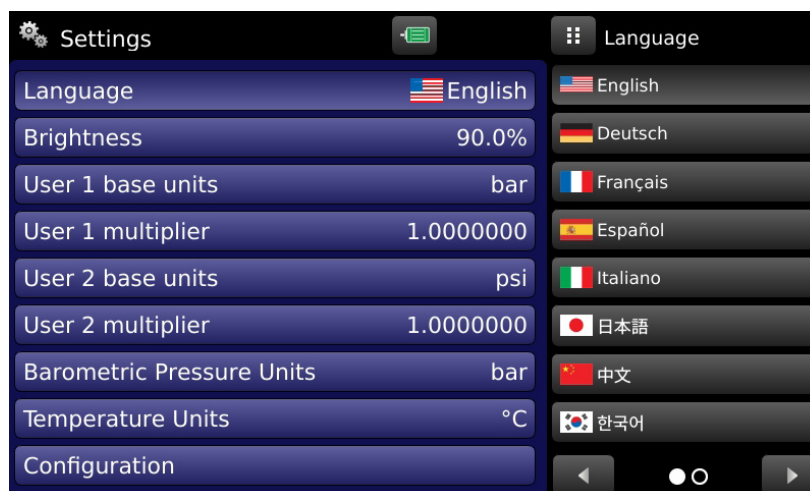 Settings
Language English
Brightness 90.0%
User 1 base units bar
User 1 multiplier 1.0000000
User 2 base units psi
User 2 multiplier 1.0000000
Barometric Pressure Units bar
Temperature Units °C
Configuration
Language
English
Deutsch
Français
Español
Italiano
日本語
中文
한국어